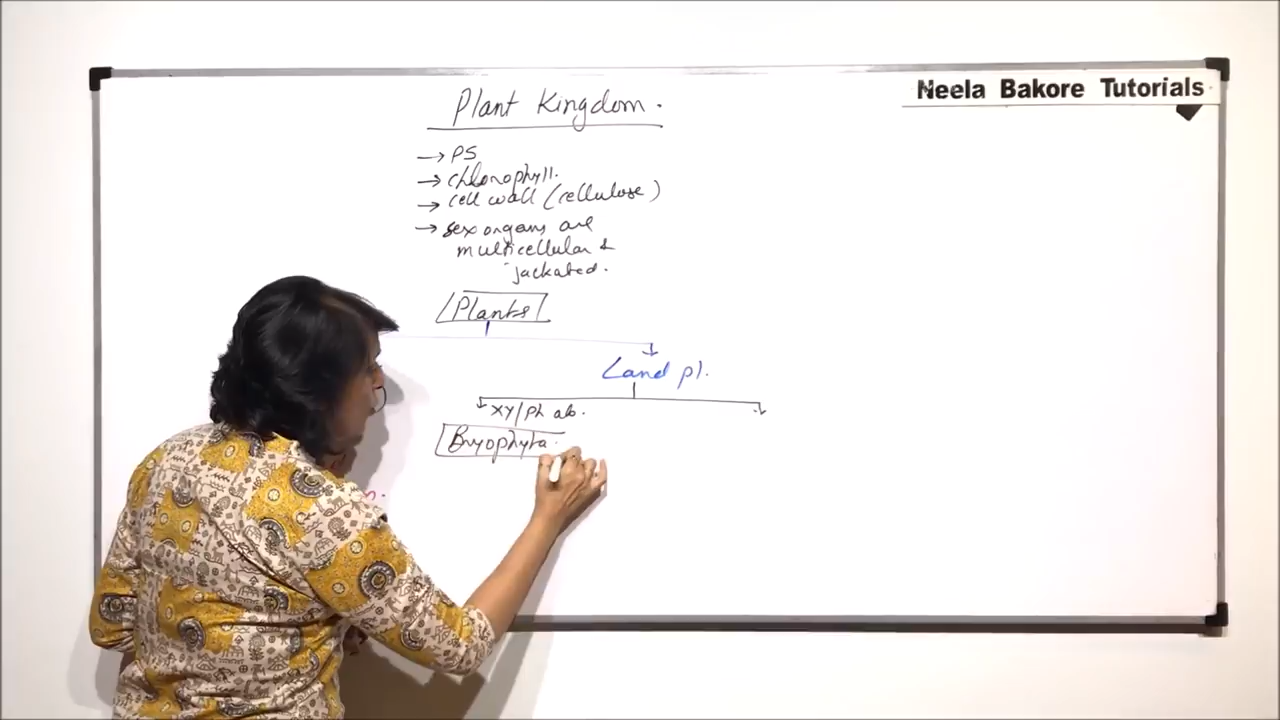 Neela Bakore Tutorials
Plant Kingdom.
→ PS
→ chlorophyll.
→ cell wall (cellulose)
→ sex organs are
multicellular &
jackated.
Plants
Land pl.
XY/Ph ab.
Bryophyta.